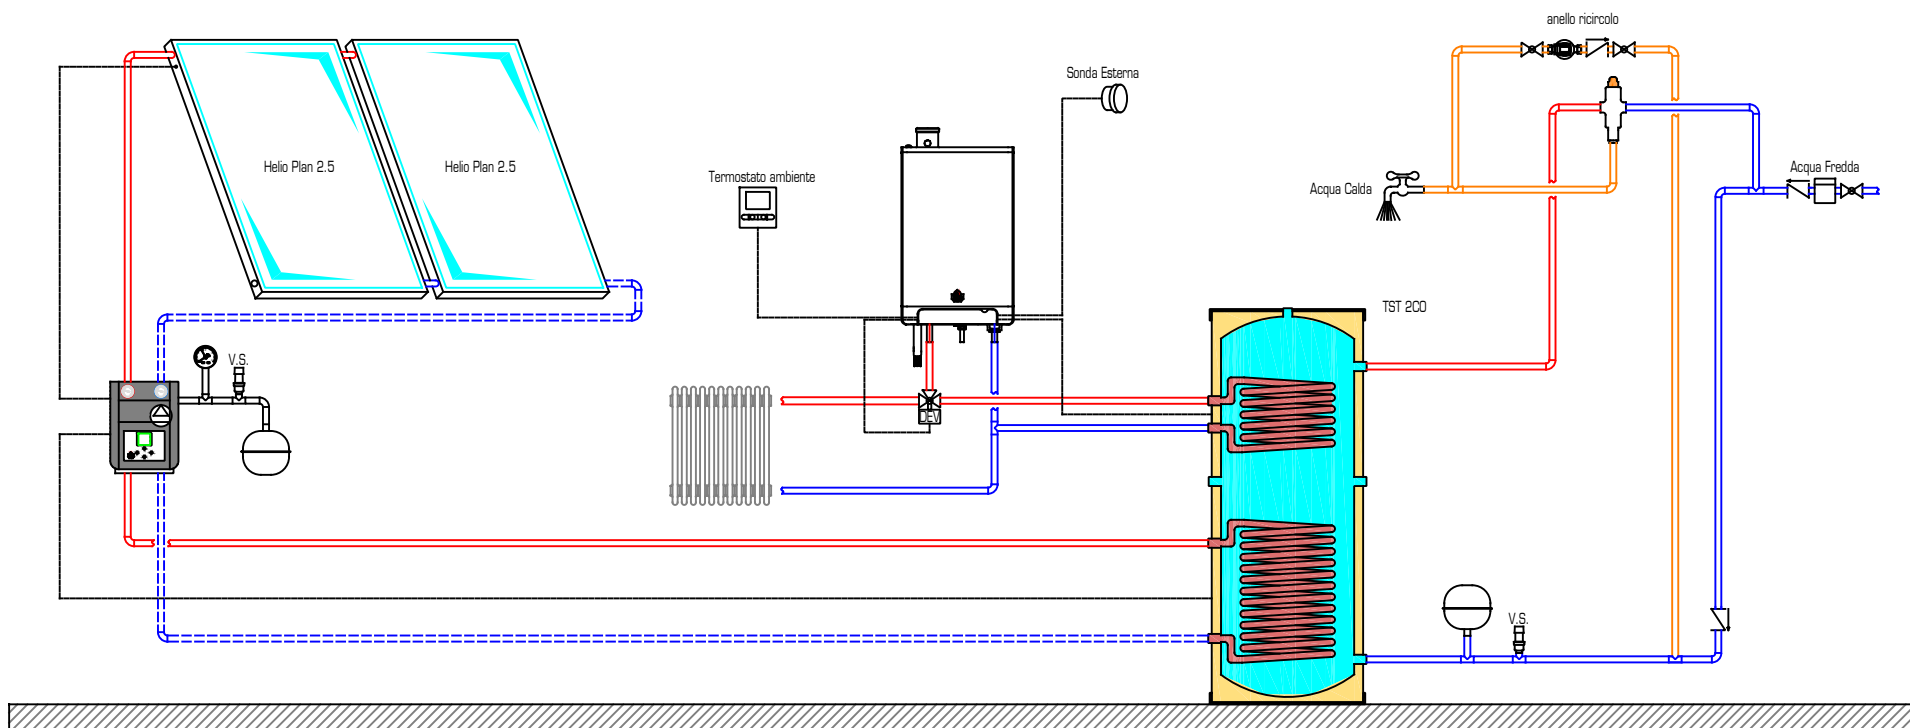 anello ricircolo
Sonda Esterna
Helio Plan 2.5
Helio Plan 2.5
Termostato ambiente
Acqua Calda
Acqua Fredda
TST 2CO
V.S.
DEV
V.S.